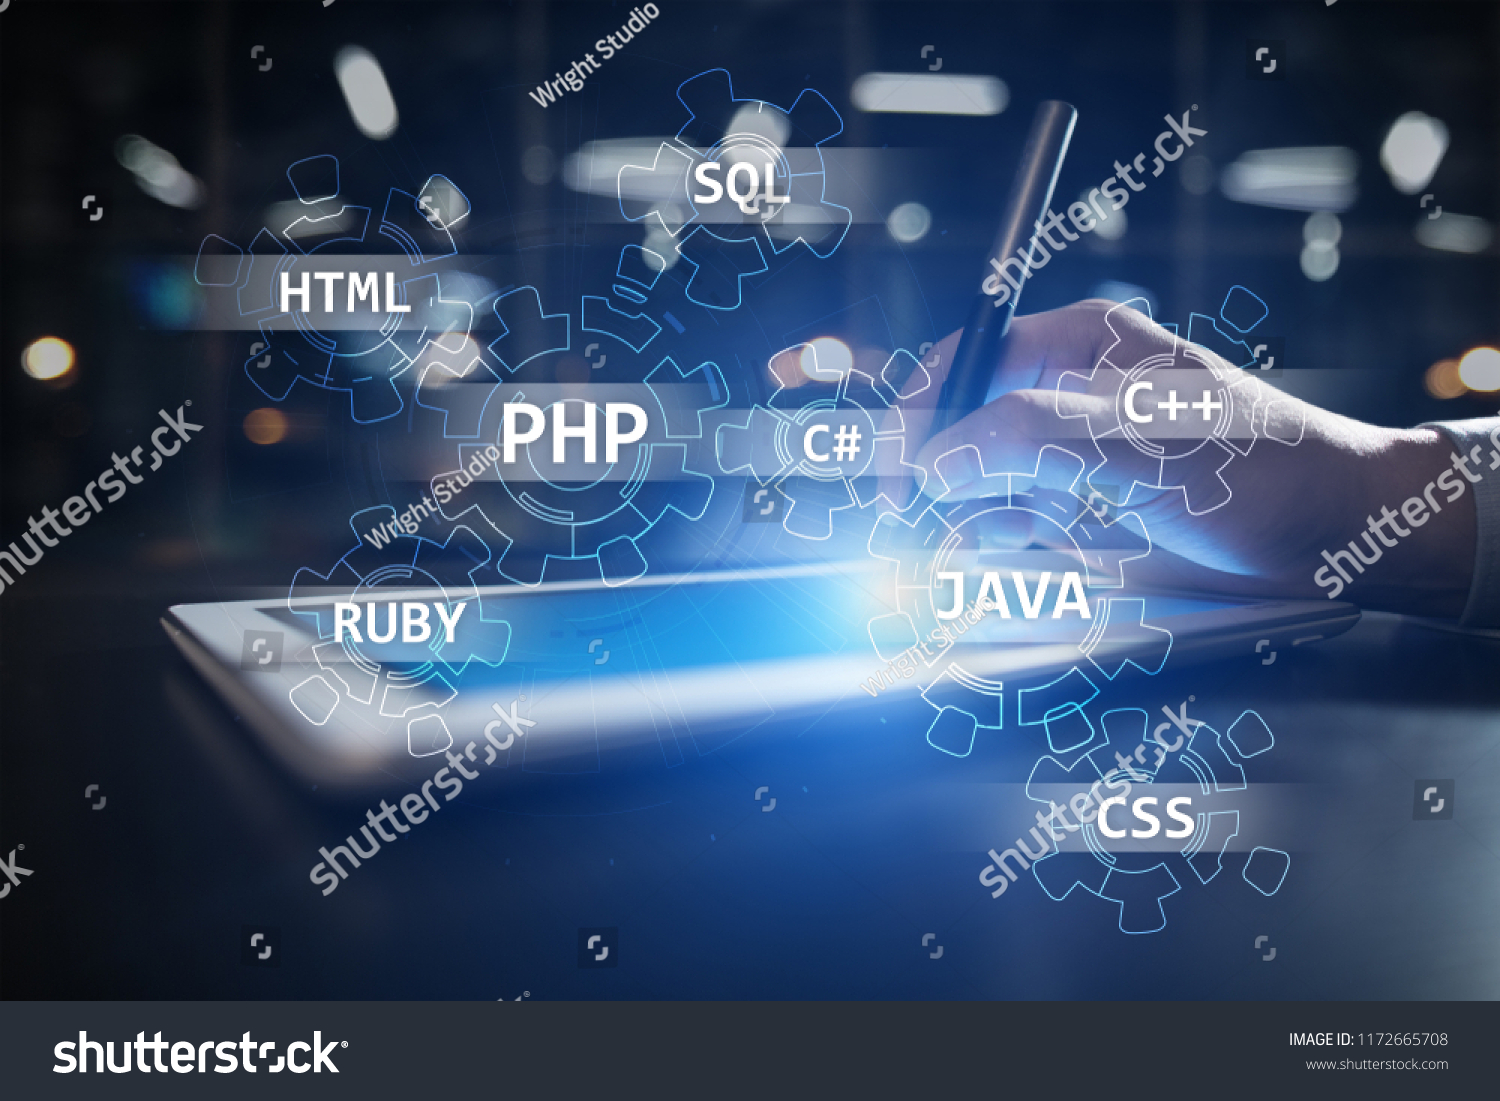 Wright Studio
SQL
shutterstock
HTML
PHP
C#
C++
shutterstock
Wright Studio
shutterstock
JAVA
RUBY
Wright Studio
CSS
shutterstock
shutterstock
shutterstock®
IMAGE ID: 1172665708
www.shutterstock.com